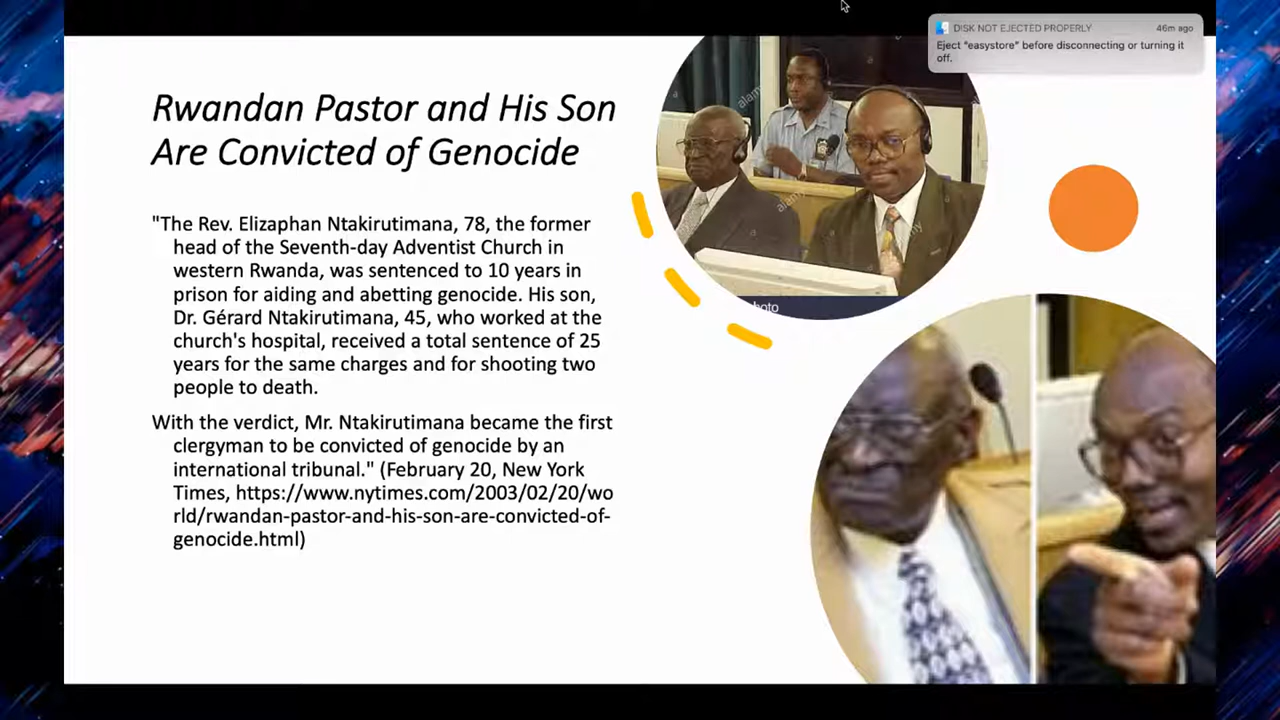 DISK NOT EJECTED PROPERLY
46m ago
Eject "easystore" before disconnecting or turning it
off.
Rwandan Pastor and His Son
Are Convicted of Genocide
"The Rev. Elizaphan Ntakirutimana, 78, the former
head of the Seventh-day Adventist Church in
western Rwanda, was sentenced to 10 years in
prison for aiding and abetting genocide. His son,
Dr. Gérard Ntakirutimana, 45, who worked at the
church's hospital, received a total sentence of 25
years for the same charges and for shooting two
people to death.
With the verdict, Mr. Ntakirutimana became the first
clergyman to be convicted of genocide by an
international tribunal." (February 20, New York
Times, https://www.nytimes.com/2003/02/20/wo
rld/rwandan-pastor-and-his-son-are-convicted-of-
genocide.html)